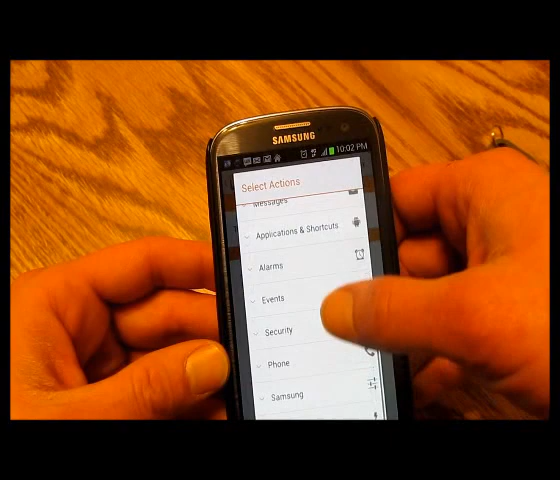 SAMSUNG
10:02 PM
Select Actions
Messages
Applications & Shortcuts
Alarms
Events
Security
Phone
Samsung